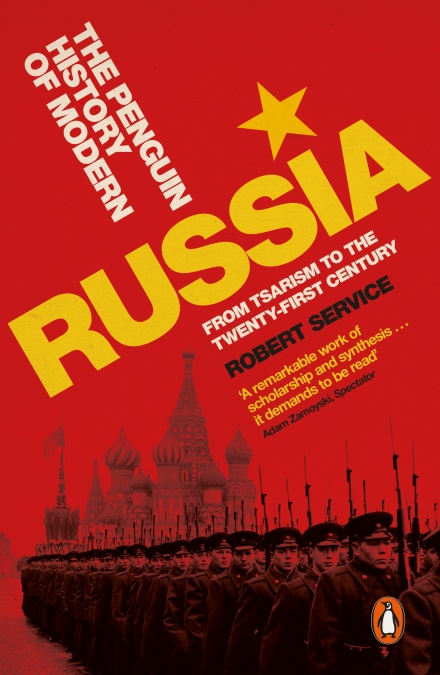 THE PENGUIN
HISTORY
OF MODERN
RUSSIA
FROM TSARISM TO THE
TWENTY-FIRST CENTURY
ROBERT SERVICE
'A remarkable work of
scholarship and synthesis ...
it demands to be read'
Adam Zamoyski, Spectator